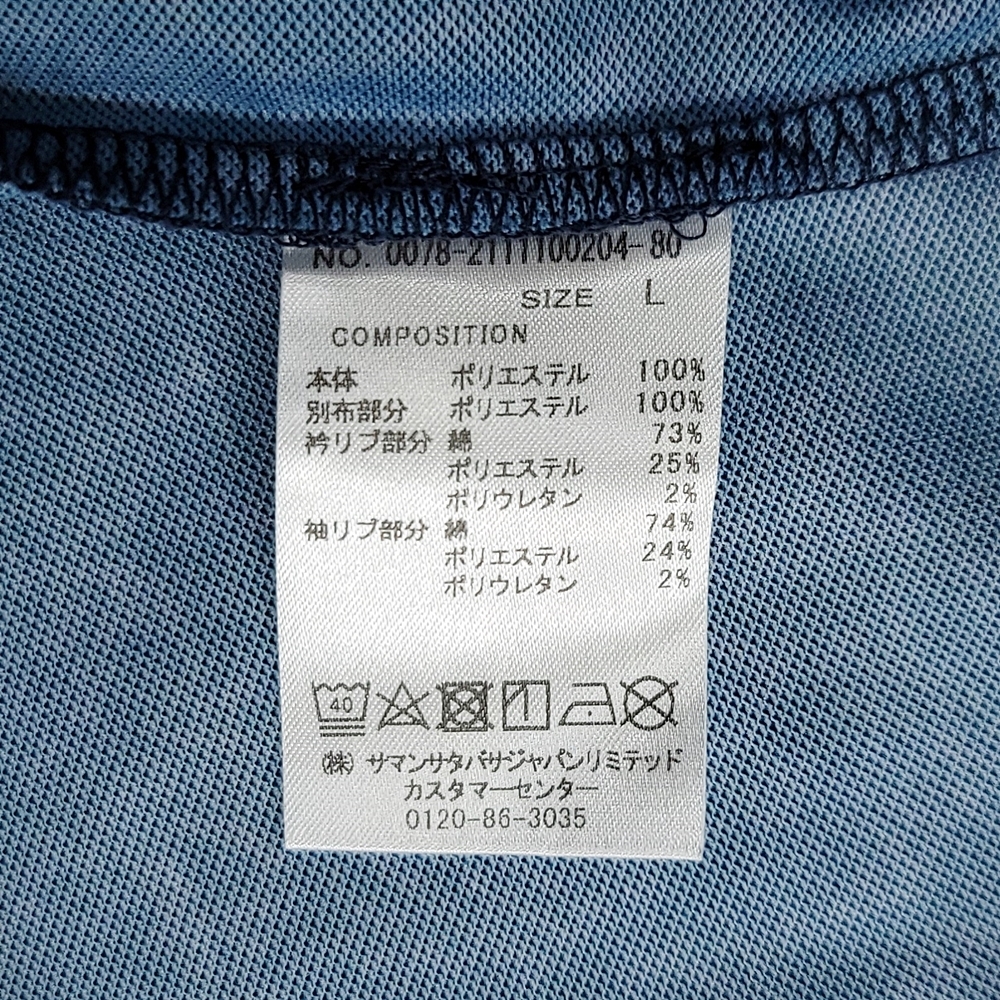 NO. 0078-2111100204-80
SIZE L
COMPOSITION
本体 ポリエステル 100%
別布部分 ポリエステル 100%
衿リブ部分 綿 73%
ポリエステル 25%
ポリウレタン 2%
袖リブ部分 綿 74%
ポリエステル 24%
ポリウレタン 2%
40
㈱ サマンサタバサジャパンリミテッド
カスタマーセンター
0120-86-3035